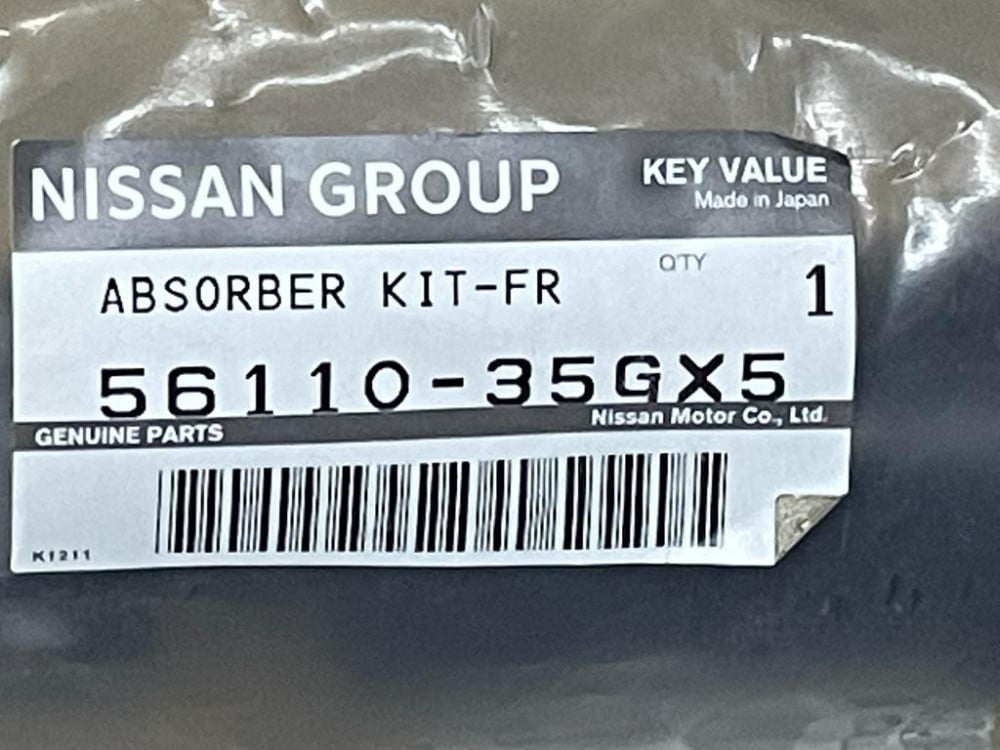 NISSAN GROUP
KEY VALUE
Made in Japan
ABSORBER KIT-FR
Q'TY
1
56110-35GX5
Nissan Motor Co., Ltd.
GENUINE PARTS
K1211